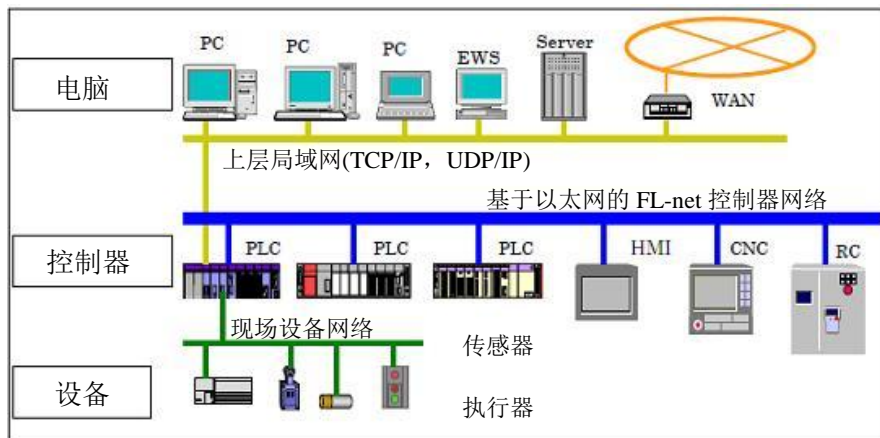 PC
PC
PC
EWS
Server
WAN
电脑
上层局域网(TCP/IP，UDP/IP)
基于以太网的 FL-net 控制器网络
控制器
PLC
PLC
PLC
HMI
CNC
RC
现场设备网络
传感器
设备
执行器